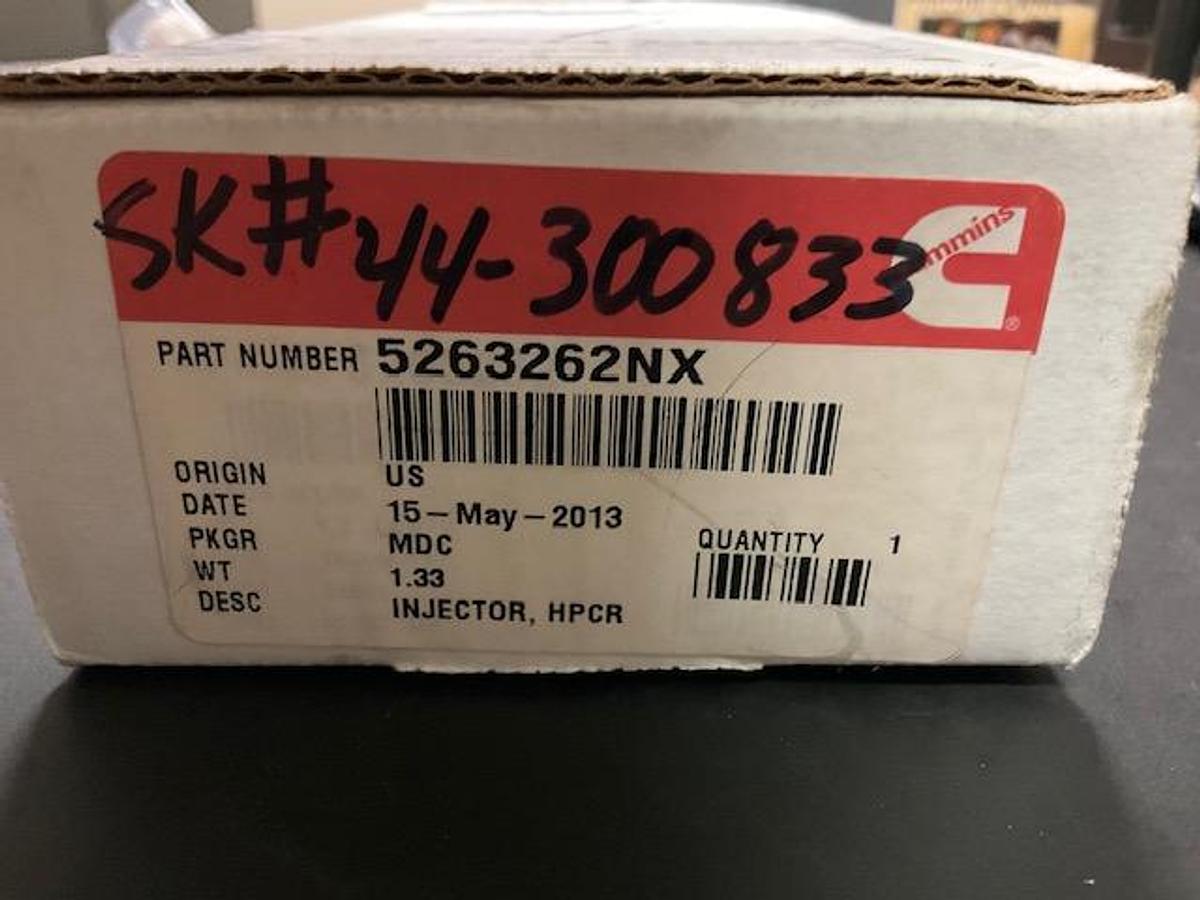 SK# 44-300833
mmins
®
PART NUMBER 5263262NX
ORIGIN US
DATE 15-May-2013
PKGR MDC
QUANTITY 1
WT 1.33
DESC INJECTOR, HPCR